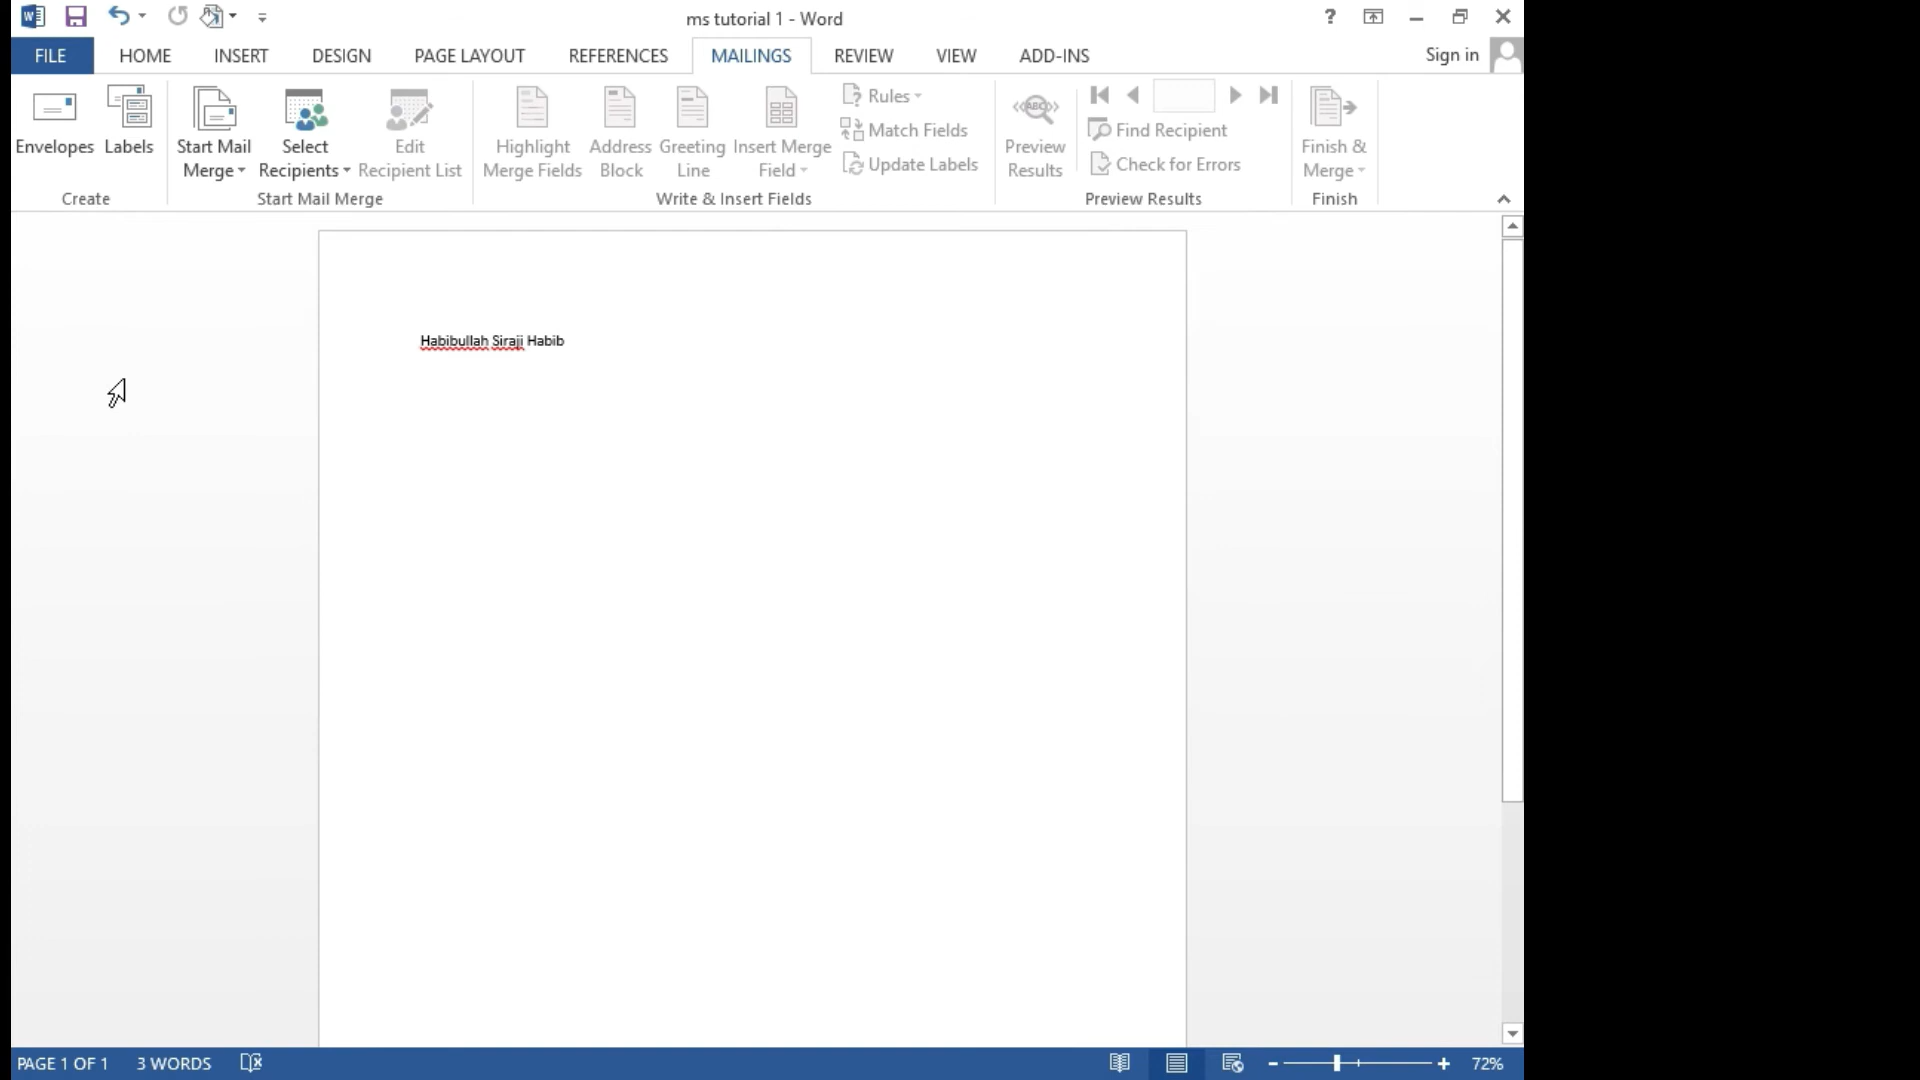 ms tutorial 1 - Word
?
FILE HOME INSERT DESIGN PAGE LAYOUT REFERENCES MAILINGS REVIEW VIEW ADD-INS Sign in
Envelopes
Labels
Create
Start Mail
Merge
Select
Recipients
Edit
Recipient List
Start Mail Merge
Highlight
Merge Fields
Address
Block
Greeting
Line
Insert Merge
Field
Rules
Match Fields
Update Labels
Write & Insert Fields
ABC
Preview
Results
Find Recipient
Check for Errors
Preview Results
Finish &
Merge
Finish
Habibullah Siraji Habib
PAGE 1 OF 1 3 WORDS 72%